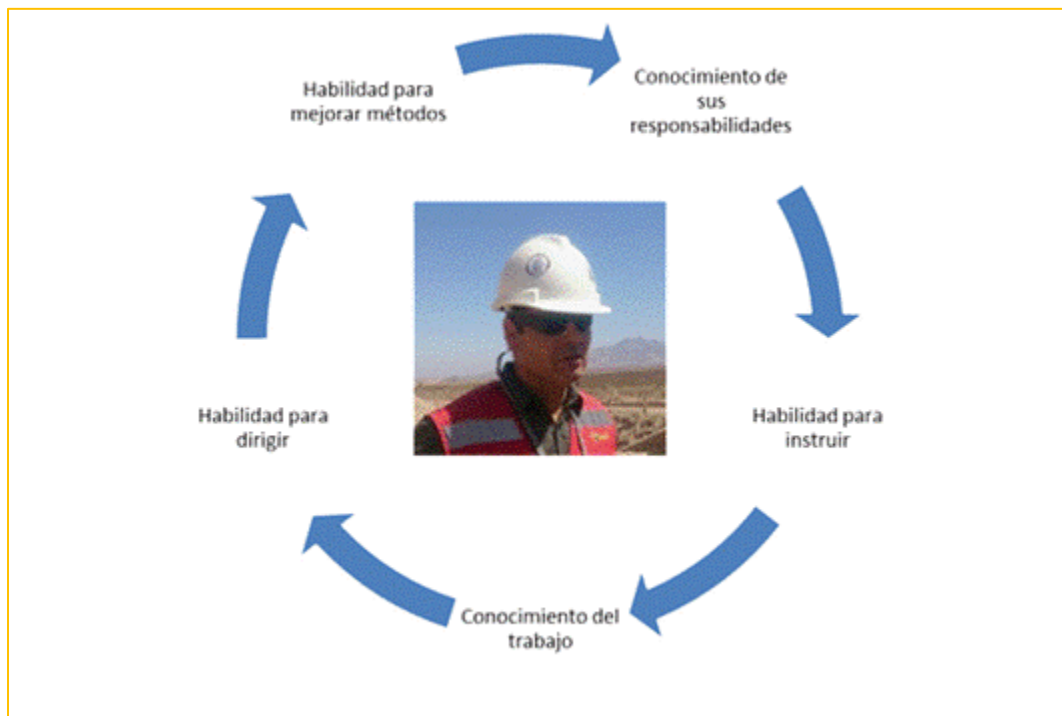 Habilidad para
mejorar métodos
Conocimiento de
sus
responsabilidades
Habilidad para
instruir
Conocimiento del
trabajo
Habilidad para
dirigir